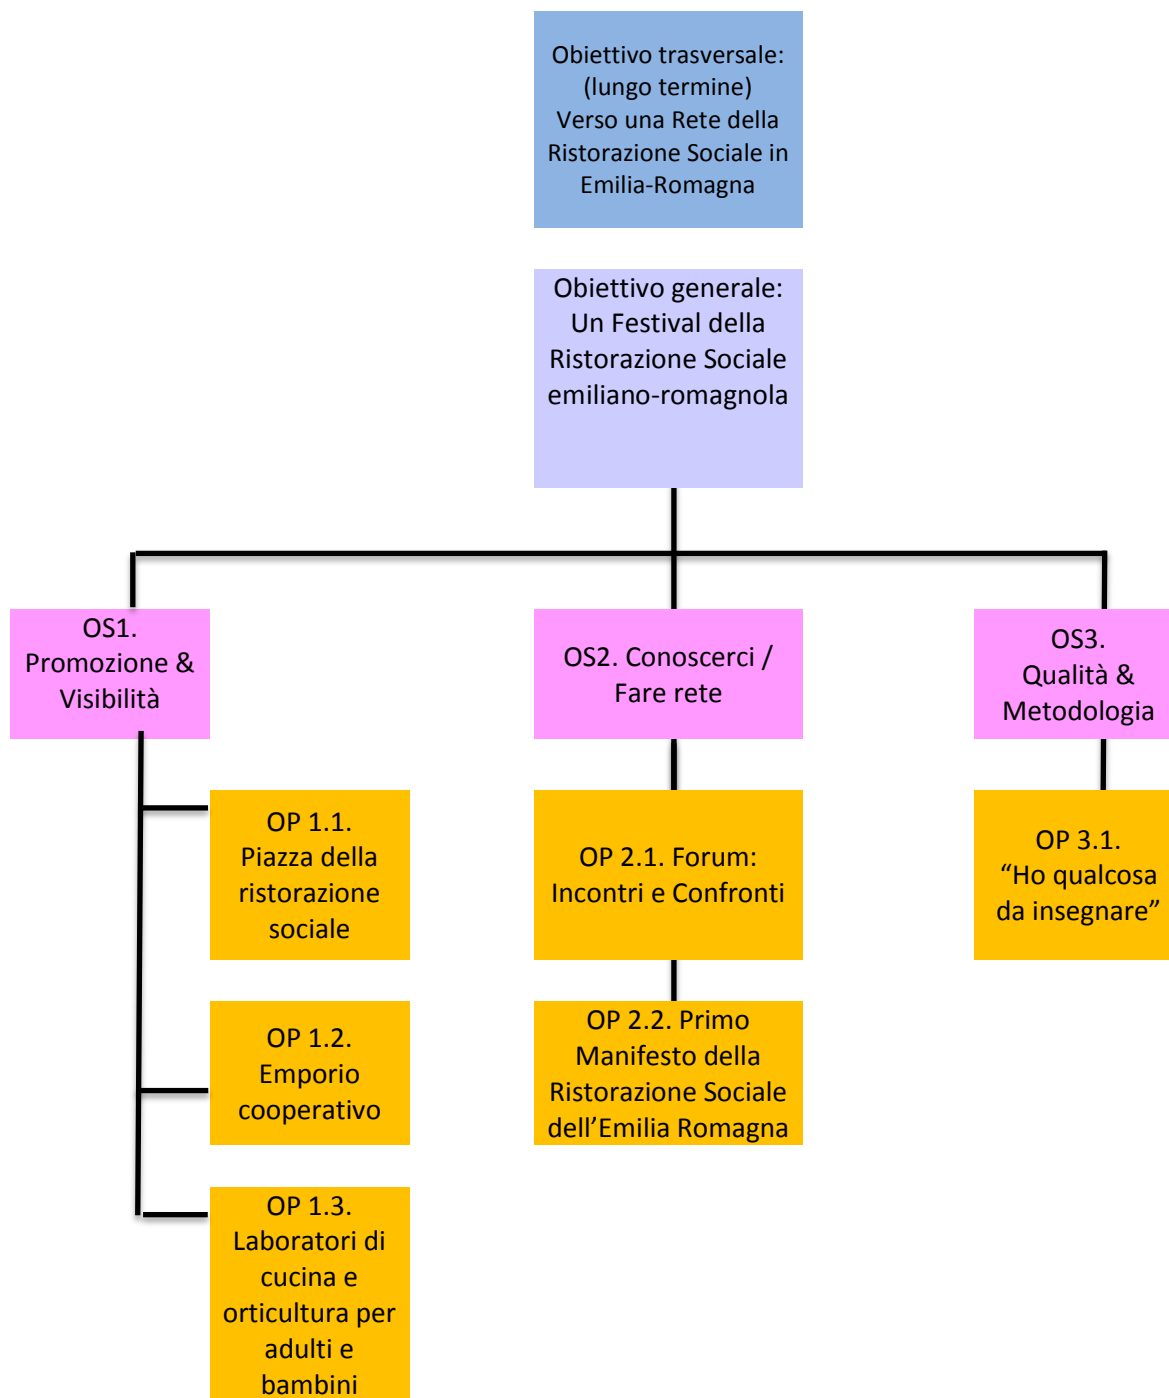 Obiettivo trasversale:
(lungo termine)
Verso una Rete della
Ristorazione Sociale in
Emilia-Romagna
Obiettivo generale:
Un Festival della
Ristorazione Sociale
emiliano-romagnola
OS1.
Promozione &
Visibilità
OS2. Conoscerci /
Fare rete
OS3.
Qualità &
Metodologia
OP 1.1.
Piazza della
ristorazione
sociale
OP 2.1. Forum:
Incontri e Confronti
OP 3.1.
“Ho qualcosa
da insegnare”
OP 1.2.
Emporio
cooperativo
OP 2.2. Primo
Manifesto della
Ristorazione Sociale
dell’Emilia Romagna
OP 1.3.
Laboratori di
cucina e
orticultura per
adulti e
bambini